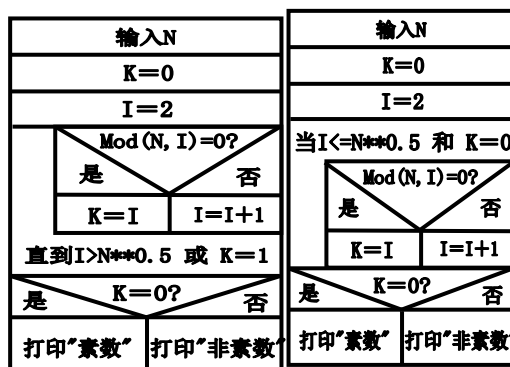 输入N
K=0
I=2
Mod(N,I)=0?
是 否
K=I I=I+1
直到I>N**0.5 或 K=1
K=0?
是 否
打印"素数" 打印"非素数"
输入N
K=0
I=2
当I<=N**0.5 和 K=0
Mod(N,I)=0?
是 否
K=I I=I+1
K=0?
是 否
打印"素数" 打印"非素数"